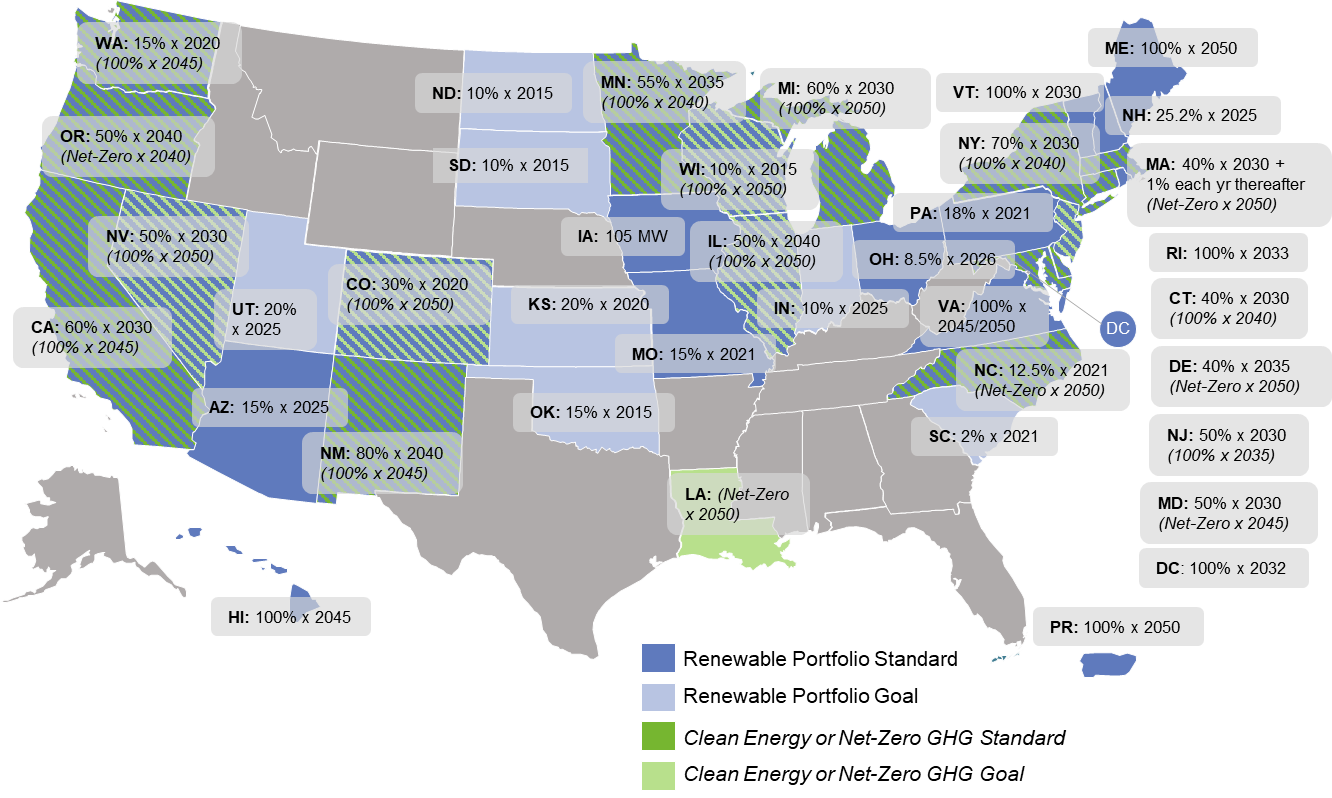 WA: 15% x 2020
(100% x 2045)
OR: 50% x 2040
(Net-Zero x 2040)
NV: 50% x 2030
(100% x 2050)
CA: 60% x 2030
(100% x 2045)
UT: 20%
x 2025
AZ: 15% x 2025
CO: 30% x 2020
(100% x 2050)
NM: 80% x 2040
(100% x 2045)
HI: 100% x 2045
ND: 10% x 2015
SD: 10% x 2015
KS: 20% x 2020
OK: 15% x 2015
MN: 55% x 2035
(100% x 2040)
IA: 105 MW
MO: 15% x 2021
LA: (Net-Zero
x 2050)
WI: 10% x 2015
(100% x 2050)
IL: 50% x 2040
(100% x 2050)
MI: 60% x 2030
(100% x 2050)
IN: 10% x 2025
OH: 8.5% x 2026
PA: 18% x 2021
VA: 100% x
2045/2050
NC: 12.5% x 2021
(Net-Zero x 2050)
SC: 2% x 2021
NY: 70% x 2030
(100% x 2040)
VT: 100% x 2030
ME: 100% x 2050
NH: 25.2% x 2025
MA: 40% x 2030 +
1% each yr thereafter
(Net-Zero x 2050)
RI: 100% x 2033
CT: 40% x 2030
(100% x 2040)
DC
DE: 40% x 2035
(Net-Zero x 2050)
NJ: 50% x 2030
(100% x 2035)
MD: 50% x 2030
(Net-Zero x 2045)
DC: 100% x 2032
PR: 100% x 2050
Renewable Portfolio Standard
Renewable Portfolio Goal
Clean Energy or Net-Zero GHG Standard
Clean Energy or Net-Zero GHG Goal